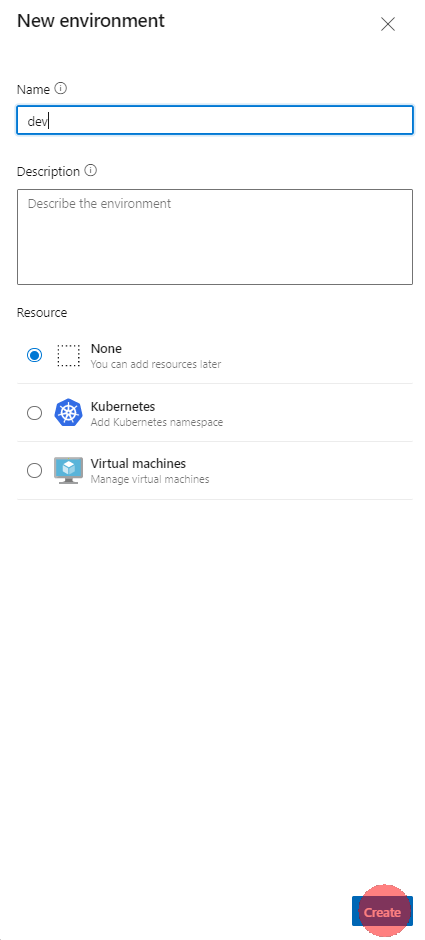 New environment
Name
dev
Description
Describe the environment
Resource
None
You can add resources later
Kubernetes
Add Kubernetes namespace
Virtual machines
Manage virtual machines
Create